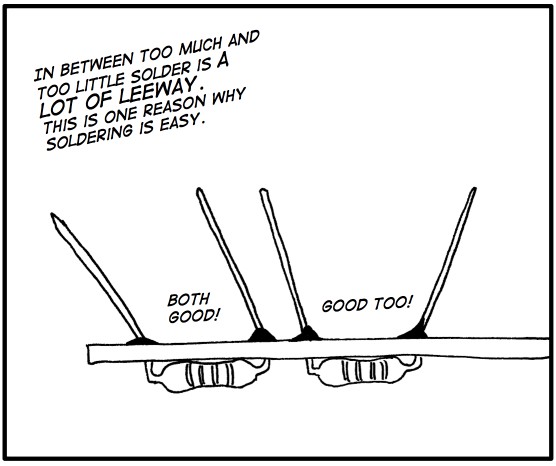 IN BETWEEN TOO MUCH AND
TOO LITTLE SOLDER IS A
LOT OF LEEWAY.
THIS IS ONE REASON WHY
SOLDERING IS EASY.
BOTH
GOOD!
GOOD TOO!